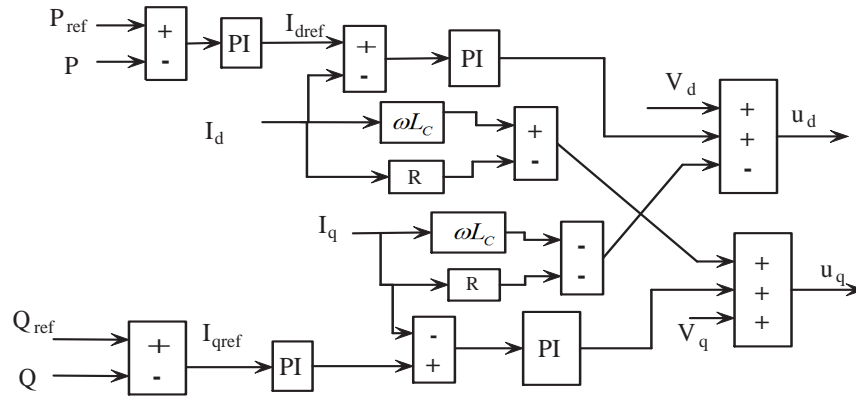 P ref
+
-
P
PI
I dref
+
-
PI
V d
+
+
-
u d
I d
ωL C
+
-
R
I q
ωL C
-
-
R
+
+
+
u q
V q
Q ref
+
-
Q
I qref
PI
-
+
PI